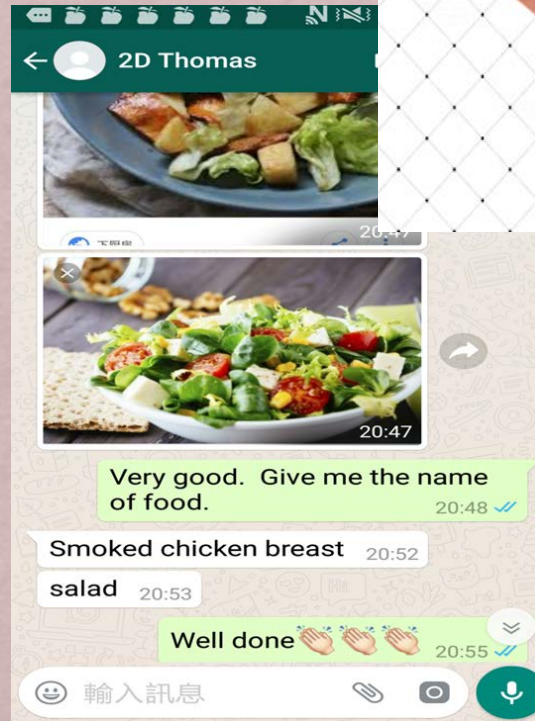 2D Thomas
20:47
20:47
Very good. Give me the name
of food.
20:48
Smoked chicken breast 20:52
salad 20:53
Well done👏👏👏
20:55
輸入訊息